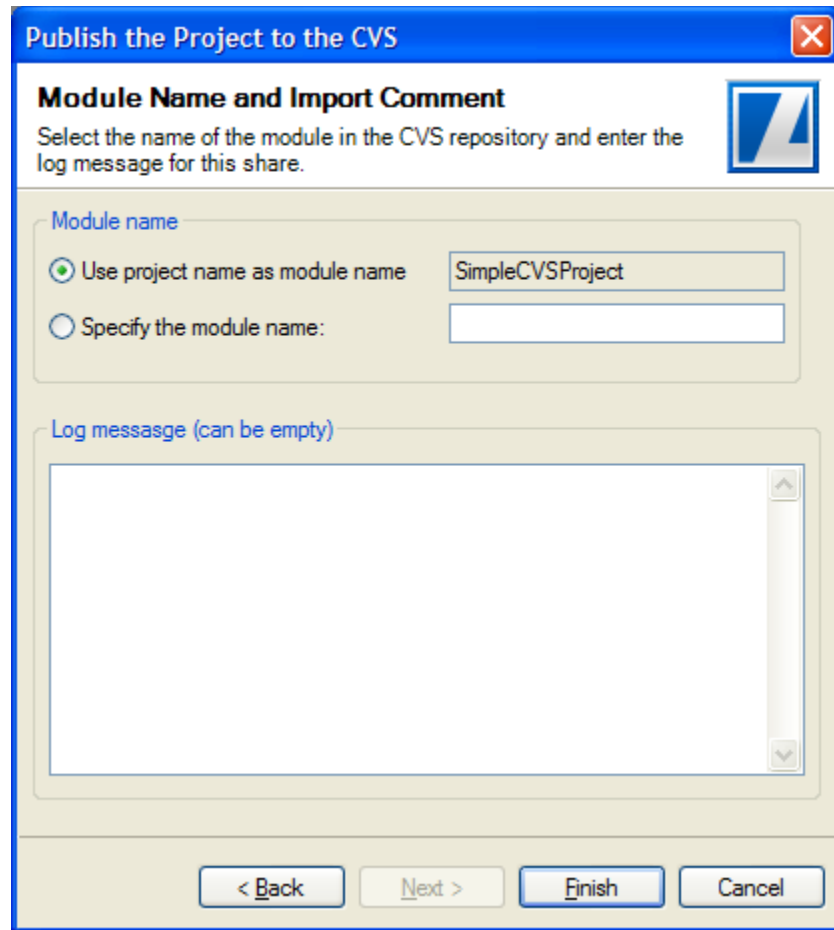 Publish the Project to the CVS
Module Name and Import Comment
Select the name of the module in the CVS repository and enter the
log message for this share.
Module name
Use project name as module name
SimpleCVSProject
Specify the module name:
Log messasge (can be empty)
< Back
Next >
Finish
Cancel